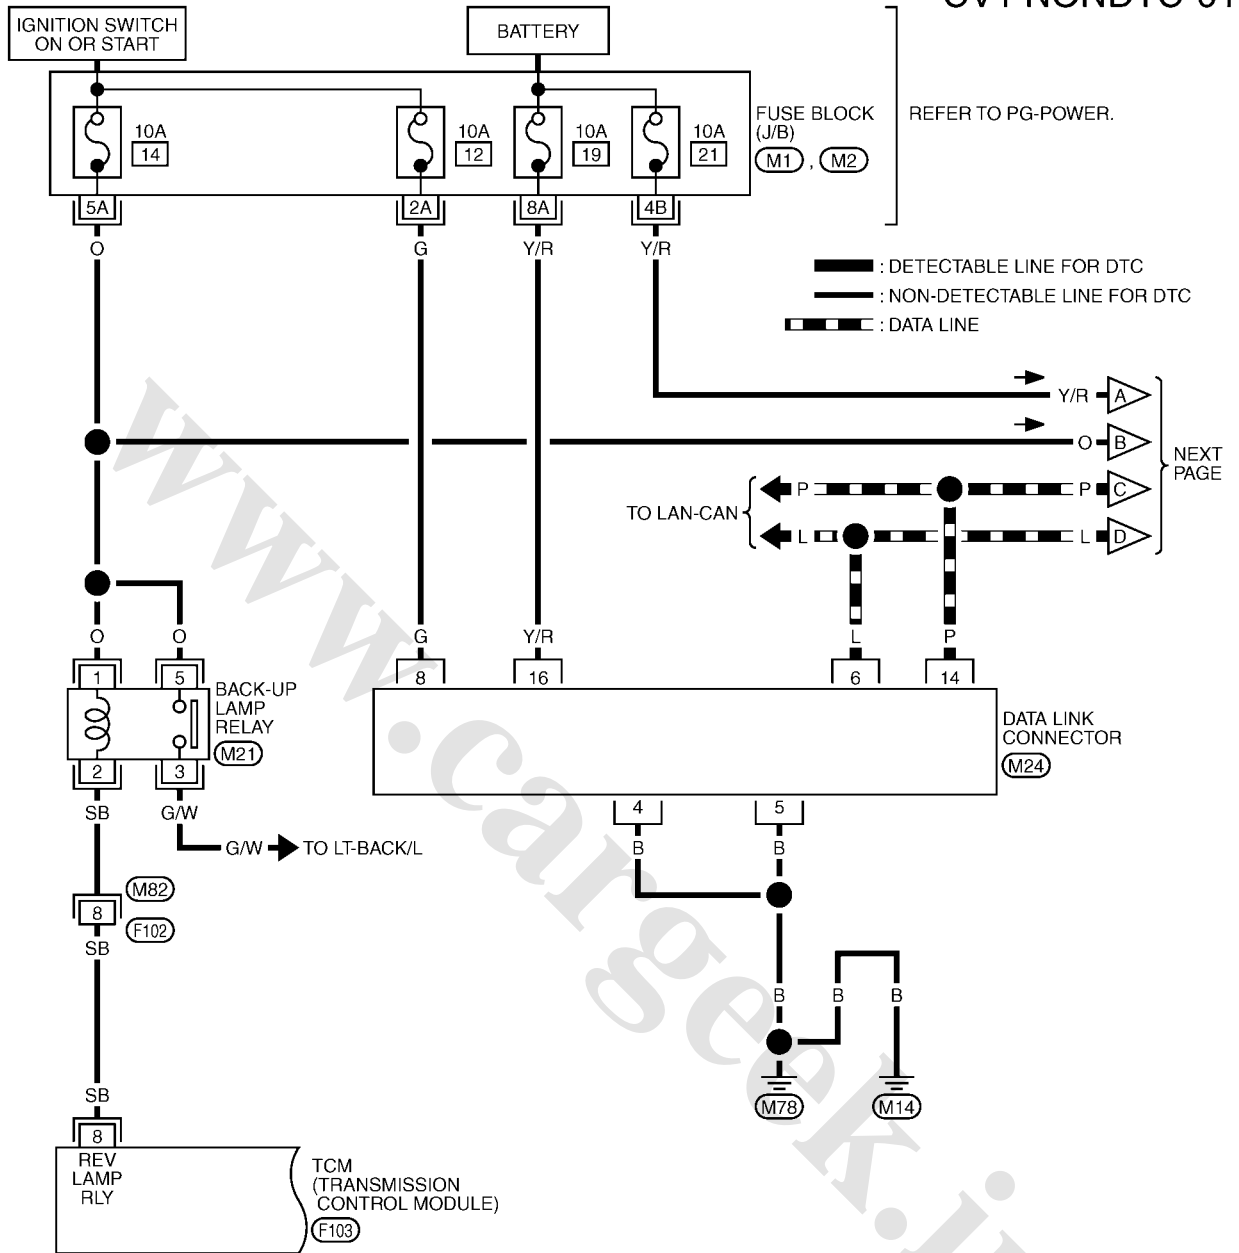 CVT-NONDTC-01
IGNITION SWITCH
ON OR START
BATTERY
10A
14
10A
12
10A
19
10A
21
FUSE BLOCK
(J/B)
M1 , M2
REFER TO PG-POWER.
5A
2A
8A
4B
O
G
Y/R
Y/R
: DETECTABLE LINE FOR DTC
: NON-DETECTABLE LINE FOR DTC
: DATA LINE
Y/R
A
O
B
NEXT
PAGE
TO LAN-CAN
P
P
C
L
L
D
O
O
G
Y/R
L
P
1
5
8
16
6
14
BACK-UP
LAMP
RELAY
M21
DATA LINK
CONNECTOR
M24
2
3
4
5
SB
G/W
B
B
G/W
TO LT-BACK/L
M82
8
F102
SB
B
B
B
M78
M14
SB
8
REV
LAMP
RLY
TCM
(TRANSMISSION
CONTROL MODULE)
F103
www.cargeek.ir